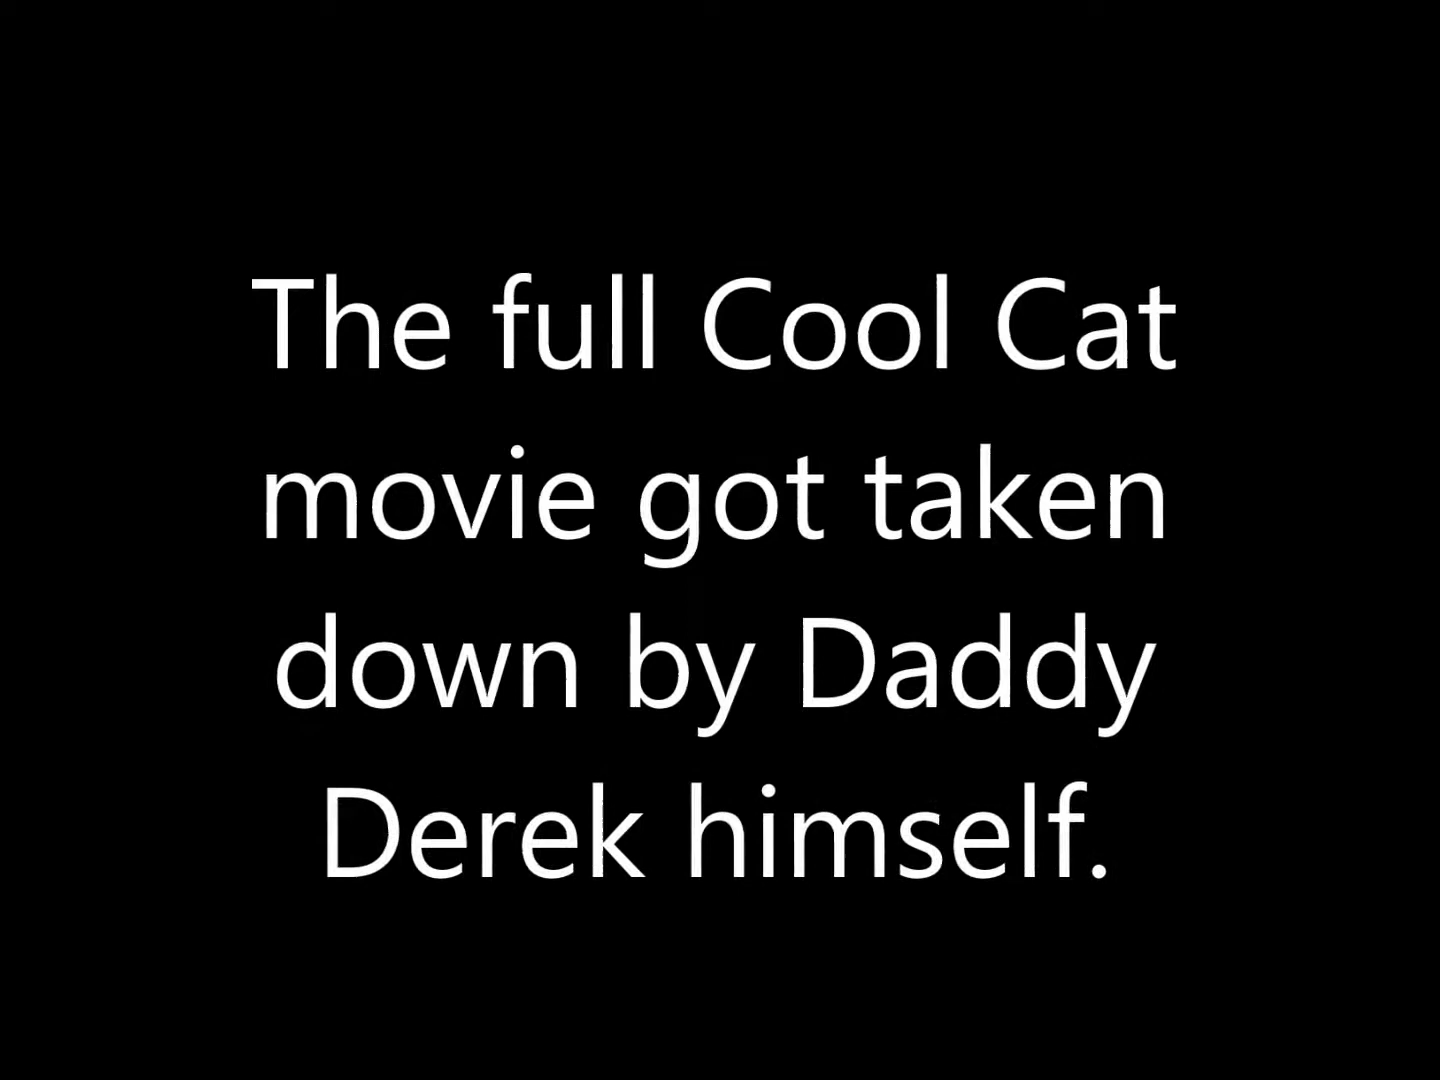 The full Cool Cat
movie got taken
down by Daddy
Derek himself.